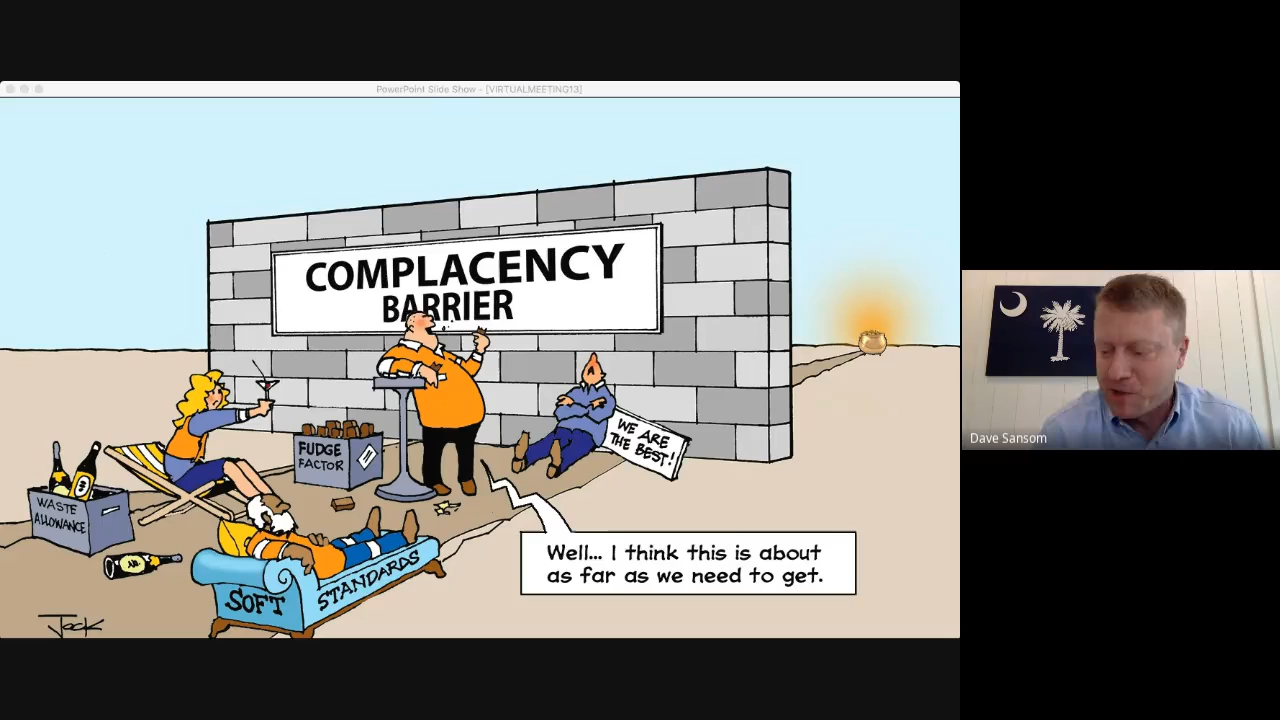 PowerPoint Slide Show - [VIRTUALMEETING13]
COMPLACENCY
BARRIER
WE ARE
THE BEST!
FUDGE
FACTOR
WASTE
ALLOWANCE
SOFT STANDARDS
Well... I think this is about
as far as we need to get.
Jock
Dave Sansom